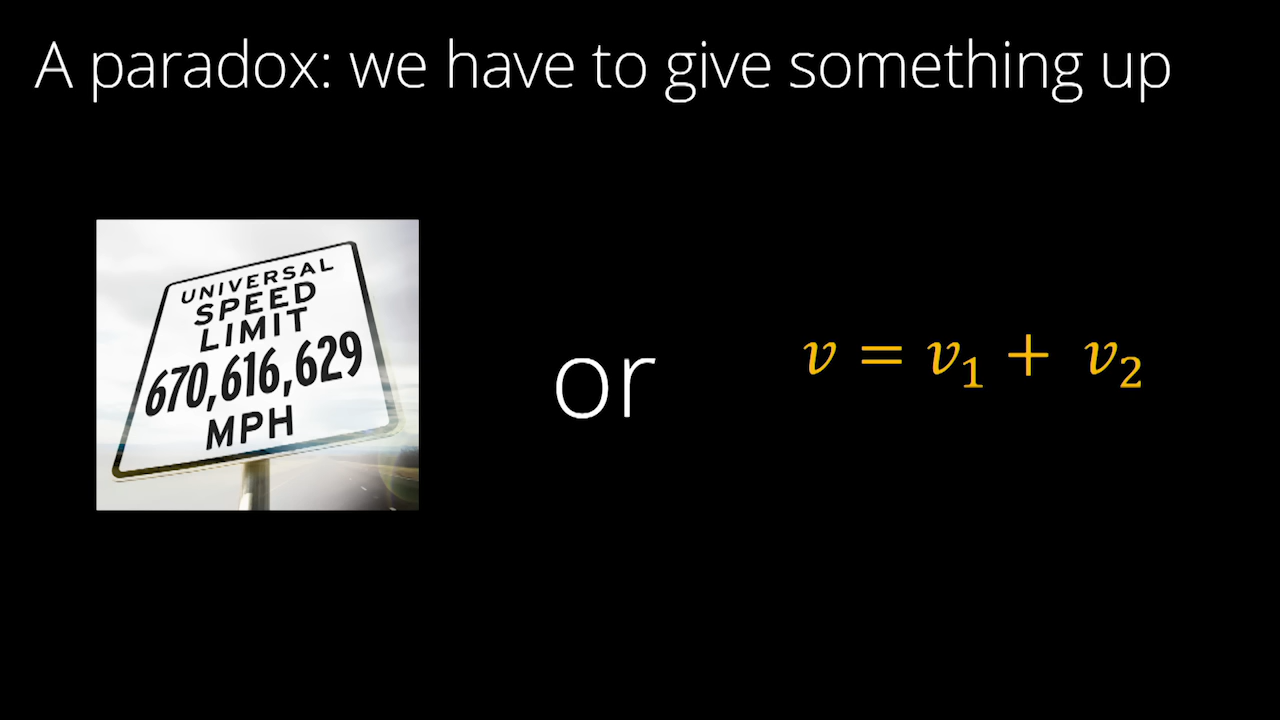 A paradox: we have to give something up
UNIVERSAL
SPEED
LIMIT
670,616,629
MPH
or
v = v₁ + v₂